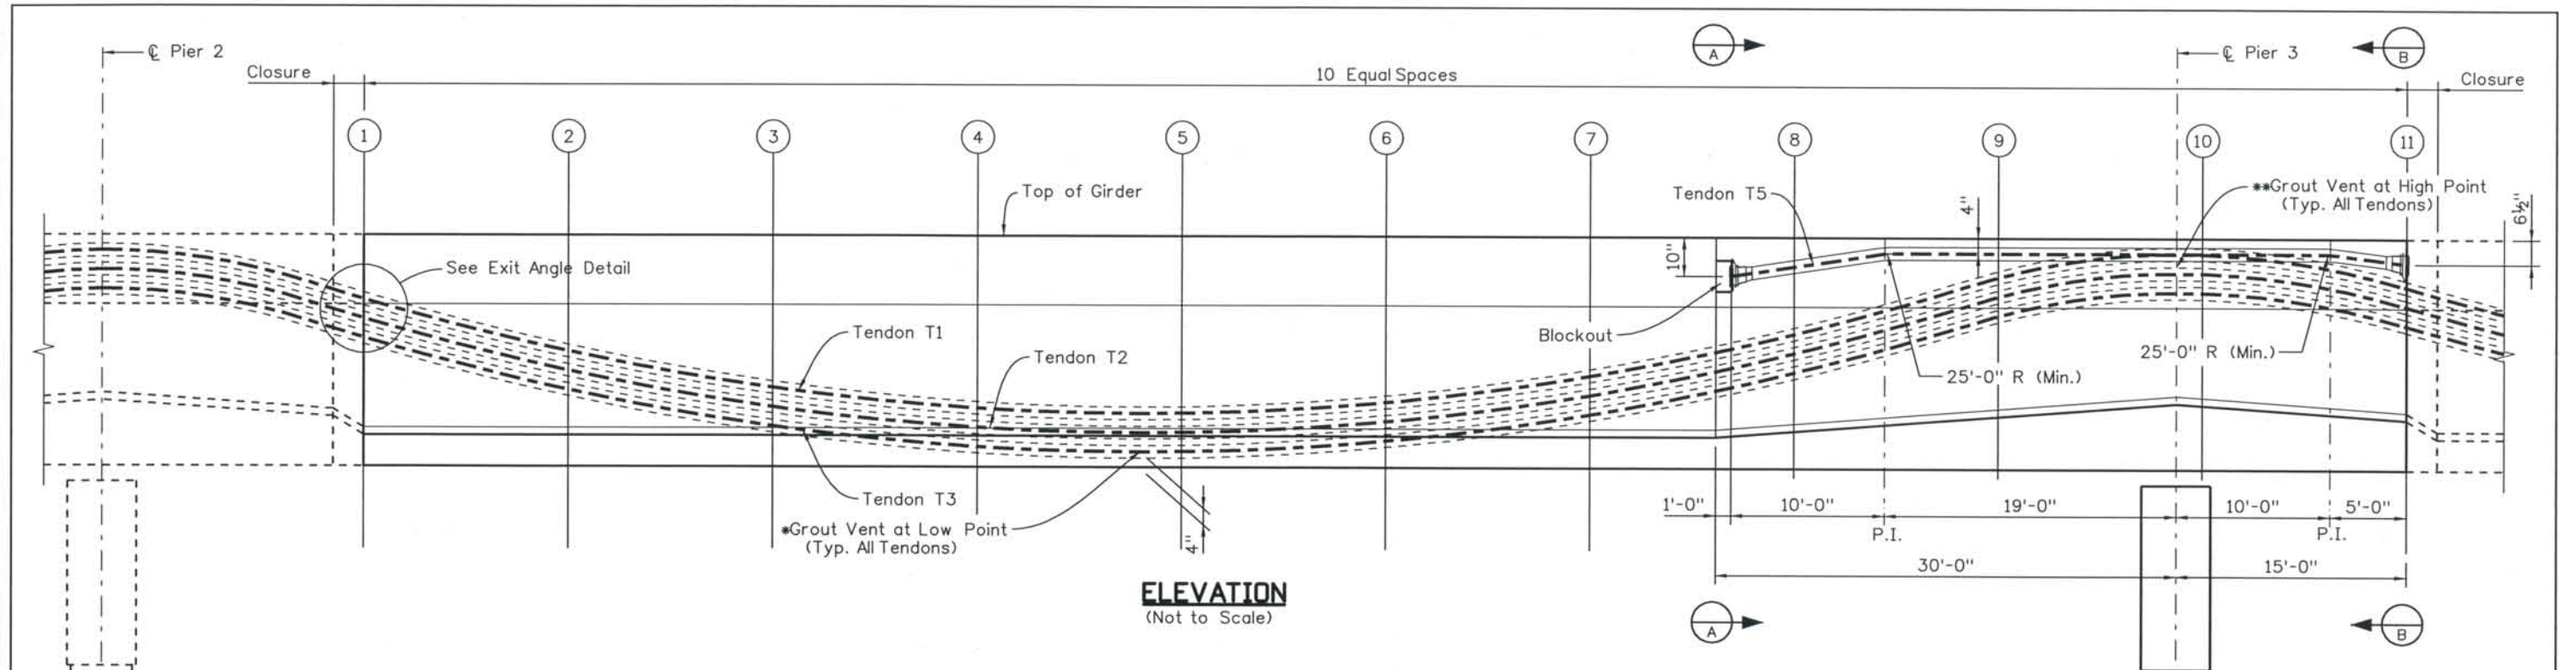 ℄ Pier 2
Closure
10 Equal Spaces
A
℄ Pier 3
B
Closure
1
2
3
4
5
6
7
8
9
10
11
Top of Girder
Tendon T5
4"
**Grout Vent at High Point
(Typ. All Tendons)
6½"
See Exit Angle Detail
10"
Tendon T1
Tendon T2
Blockout
25'-0" R (Min.)
25'-0" R (Min.)
Tendon T3
*Grout Vent at Low Point
(Typ. All Tendons)
4"
1'-0"
10'-0"
19'-0"
10'-0"
5'-0"
P.I.
P.I.
30'-0"
15'-0"
ELEVATION
(Not to Scale)
A
B